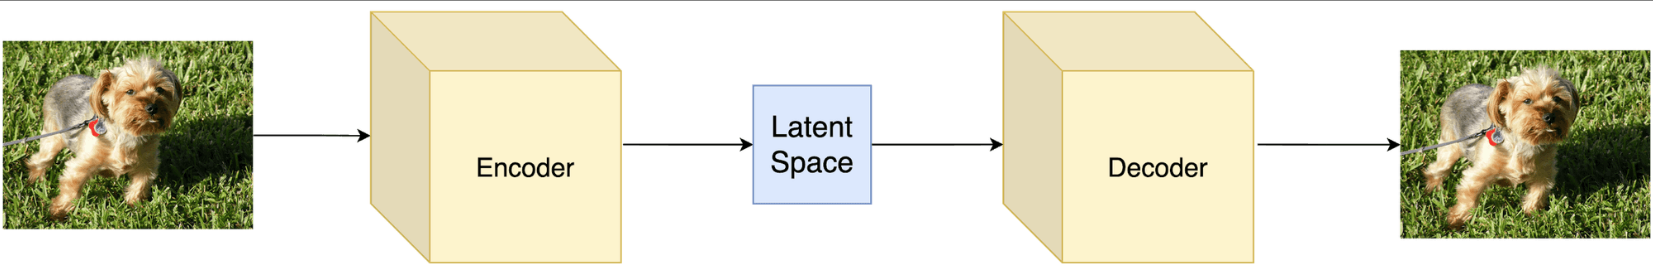 Encoder
Latent
Space
Decoder